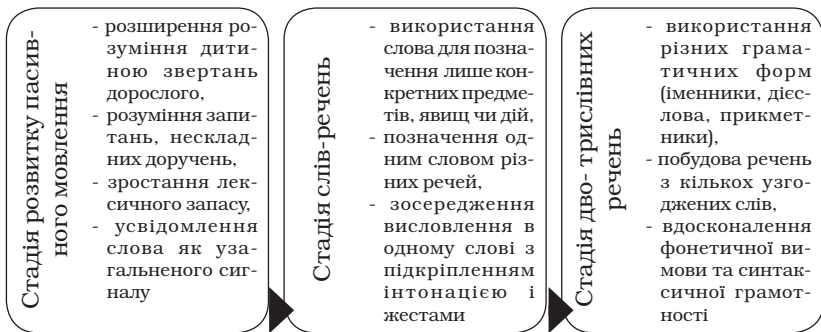 Стадія розвитку пасив-
ного мовлення
- розширення ро-
зуміння дити-
ною звертань
дорослого,
- розуміння запи-
тань, несклад-
них доручень,
- зростання лек-
сичного запасу,
- усвідомлення
слова як уза-
гальненого сиг-
налу
Стадія слів-речень
- використання
слова для позна-
чення лише кон-
кретних предме-
тів, явищ чи дій,
- позначення од-
ним словом різ-
них речей,
- зосередження
висловлення в
одному слові з
підкріпленням
інтонацією і
жестами
Стадія дво- трислівних
речень
- використання
різних грама-
тичних форм
(іменники, дієс-
лова, прикмет-
ники),
- побудова речень
з кількох узго-
джених слів,
- вдосконалення
фонетичної ви-
мови та синтак-
сичної грамот-
ності